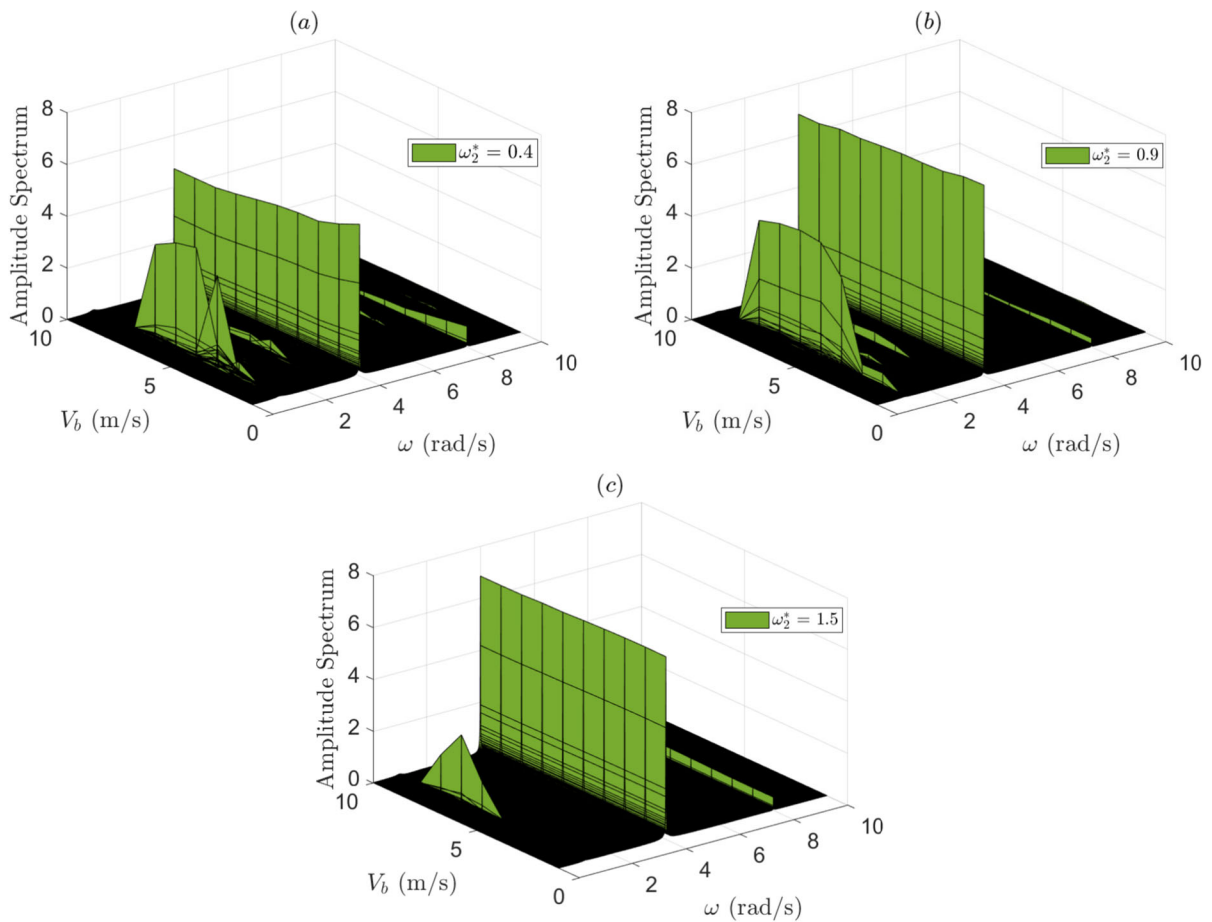 (a)
Amplitude Spectrum
8
6
4
2
0
10
5
0
V_b (m/s)
2
4
6
8
10
ω (rad/s)
ω₂* = 0.4
(b)
Amplitude Spectrum
8
6
4
2
0
10
5
0
V_b (m/s)
2
4
6
8
10
ω (rad/s)
ω₂* = 0.9
(c)
Amplitude Spectrum
8
6
4
2
0
10
5
0
V_b (m/s)
2
4
6
8
10
ω (rad/s)
ω₂* = 1.5